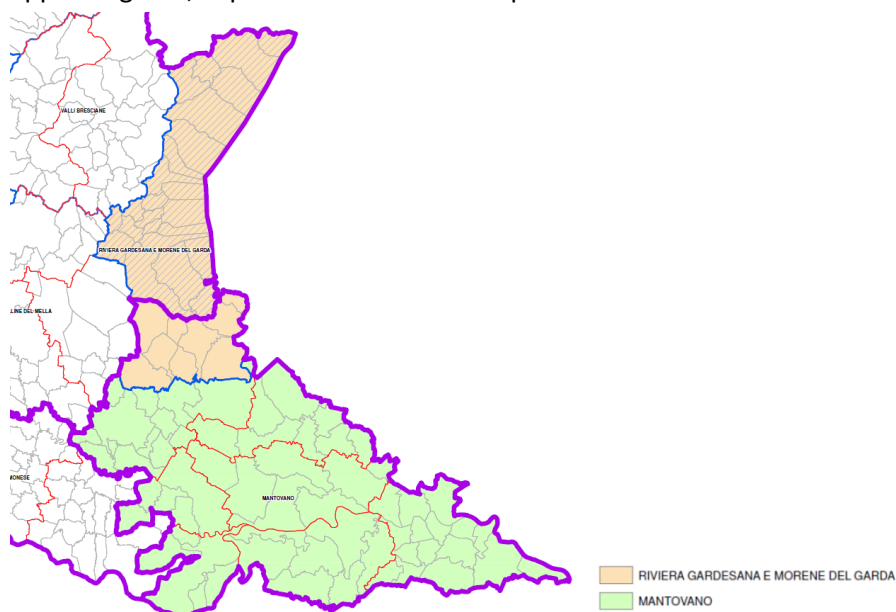 VALLI BRESCIANE
RIVIERA GARDESANA E MORENE DEL GARDA
LINE DEL MELLA
MONESE
MANTOVANO
RIVIERA GARDESANA E MORENE DEL GARDA
MANTOVANO